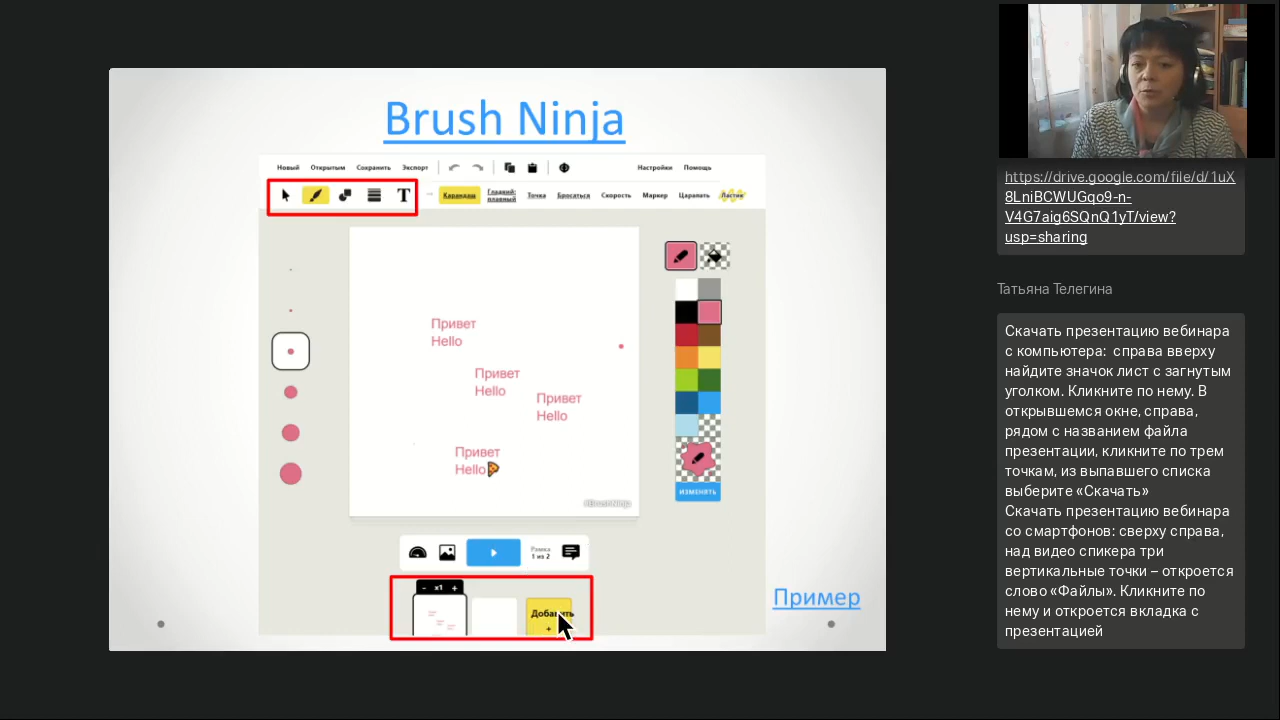 Brush Ninja
Новый Открытым Сохранить Экспорт Настройки Помощь
T Карандаш Гладкий: плавный Точка Бросаться Скорость Маркер Царапать Ластик
Привет
Hello
Привет
Hello
Привет
Hello
Привет
Hello
#BrushNinja
ИЗМЕНЯТЬ
Рамка
1 из 2
- x1 +
Добавить
+
Пример
https://drive.google.com/file/d/1uX
8LniBCWUGqo9-n-
V4G7aig6SQnQ1yT/view?
usp=sharing
Татьяна Телегина
Скачать презентацию вебинара
с компьютера: справа вверху
найдите значок лист с загнутым
уголком. Кликните по нему. В
открывшемся окне, справа,
рядом с названием файла
презентации, кликните по трем
точкам, из выпавшего списка
выберите «Скачать»
Скачать презентацию вебинара
со смартфонов: сверху справа,
над видео спикера три
вертикальные точки – откроется
слово «Файлы». Кликните по
нему и откроется вкладка с
презентацией